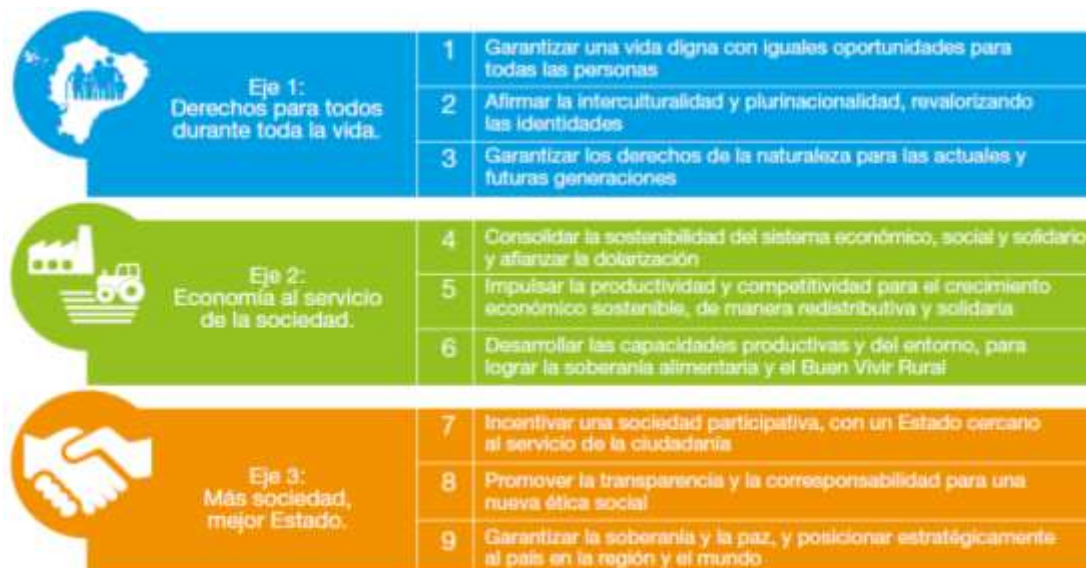 Eje 1:
Derechos para todos
durante toda la vida.
1 Garantizar una vida digna con iguales oportunidades para
todas las personas
2 Afirmar la interculturalidad y plurinacionalidad, revalorizando
las identidades
3 Garantizar los derechos de la naturaleza para las actuales y
futuras generaciones
Eje 2:
Economía al servicio
de la sociedad.
4 Consolidar la sostenibilidad del sistema económico, social y solidario
y afianzar la dolarización
5 Impulsar la productividad y competitividad para el crecimiento
económico sostenible, de manera redistributiva y solidaria
6 Desarrollar las capacidades productivas y del entorno, para
lograr la soberanía alimentaria y el Buen Vivir Rural
Eje 3:
Más sociedad,
mejor Estado.
7 Incentivar una sociedad participativa, con un Estado cercano
al servicio de la ciudadanía
8 Promover la transparencia y la corresponsabilidad para una
nueva ética social
9 Garantizar la soberanía y la paz, y posicionar estratégicamente
al país en la región y el mundo